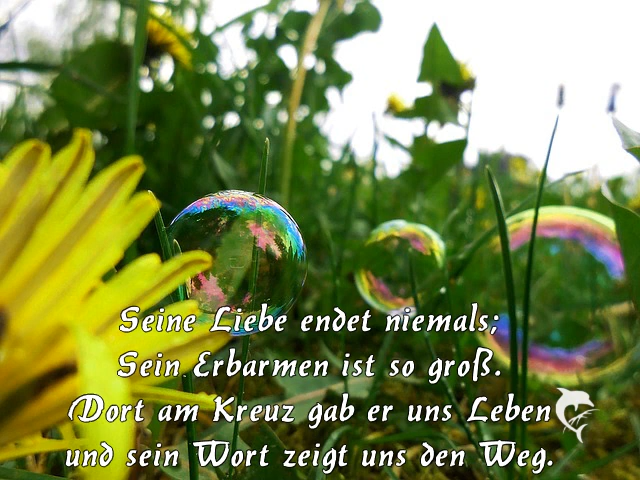 Seine Liebe endet niemals;
Sein Erbarmen ist so groß.
Dort am Kreuz gab er uns Leben
und sein Wort zeigt uns den Weg.